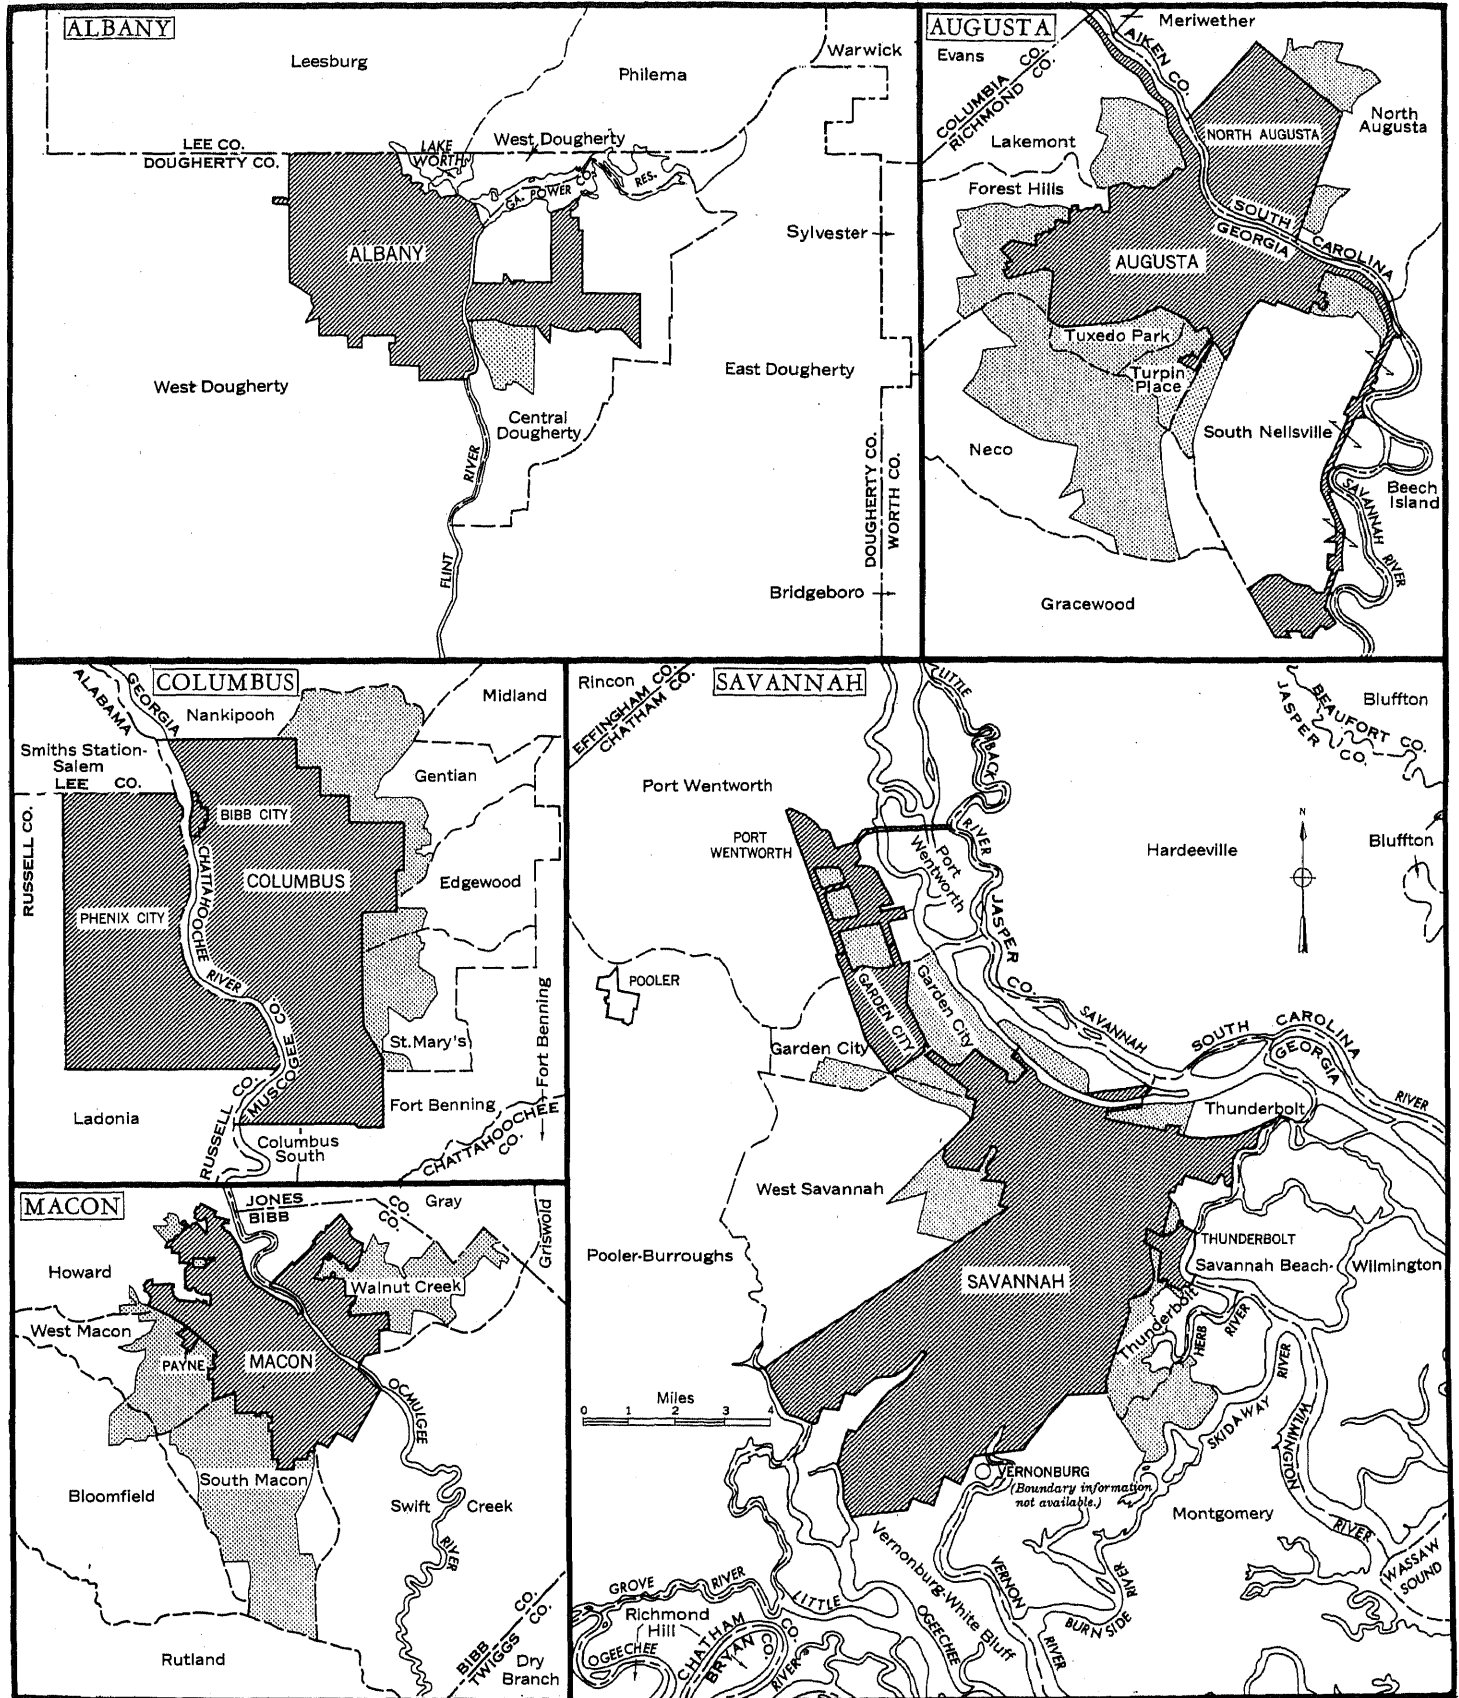 ALBANY
Leesburg
Philema
Warwick
LEE CO.
DOUGHERTY CO.
LAKE
WORTH
West Dougherty
GA. POWER CO.
RES.
ALBANY
Sylvester
West Dougherty
East Dougherty
Central
Dougherty
FLINT RIVER
DOUGHERTY CO.
WORTH CO.
Bridgeboro
AUGUSTA
Meriwether
Evans
AIKEN CO.
COLUMBIA CO.
RICHMOND CO.
Lakemont
NORTH AUGUSTA
North
Augusta
Forest Hills
SOUTH CAROLINA
GEORGIA
AUGUSTA
Tuxedo Park
Turpin
Place
South Nellsville
Neco
Beech
Island
SAVANNAH RIVER
Gracewood
COLUMBUS
ALABAMA
GEORGIA
Nankipooh
Midland
Smiths Station-
Salem
LEE CO.
RUSSELL CO.
Gentian
BIBB CITY
COLUMBUS
Edgewood
PHENIX CITY
CHATTAHOOCHEE
RIVER
St. Mary's
Fort Benning
RUSSELL CO.
MUSCOGEE CO.
Ladonia
Fort Benning
Columbus
South
CHATTAHOOCHEE
CO.
MACON
JONES CO.
BIBB CO.
Gray
Griswold
Howard
Walnut Creek
West Macon
PAYNE
MACON
OCMULGEE
South Macon
Bloomfield
Swift Creek
RIVER
Rutland
BIBB CO.
TWIGGS CO.
Dry
Branch
SAVANNAH
Rincon
EFFINGHAM CO.
CHATHAM CO.
LITTLE
BACK
RIVER
BEAUFORT CO.
JASPER CO.
Bluffton
Port Wentworth
PORT
WENTWORTH
Port
Wentworth
Hardeeville
N
Bluffton
JASPER
CO.
POOLER
GARDEN CITY
Garden City
Garden City
SAVANNAH
SOUTH CAROLINA
GEORGIA
RIVER
Thunderbolt
West Savannah
Pooler-Burroughs
THUNDERBOLT
Savannah Beach-Wilmington
SAVANNAH
Thunderbolt
HERB
RIVER
Miles
0 1 2 3 4
SKIDAWAY
RIVER
WILMINGTON
RIVER
VERNONBURG
(Boundary information
not available.)
Montgomery
WASSAW
SOUND
Vernonburg-White Bluff
VERNON
RIVER
BURNSIDE
RIVER
GROVE RIVER
LITTLE
OGEECHEE
Richmond
Hill
OGEECHEE
CHATHAM CO.
BRYAN
RIVER